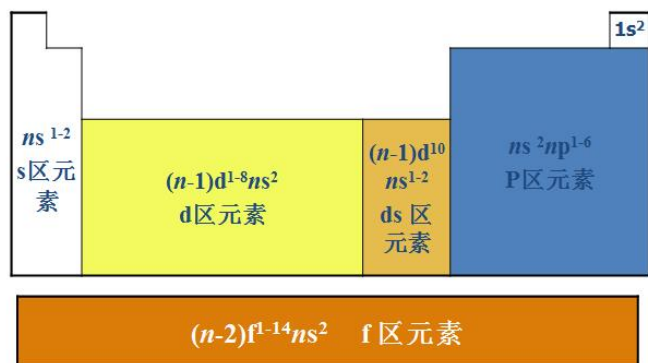 1s²
ns ¹⁻²
s区元
素
(n-1)d¹⁻⁸ns²
d区元素
(n-1)d¹⁰
ns¹⁻²
ds 区
元素
ns ²np¹⁻⁶
P区元素
(n-2)f¹⁻¹⁴ns² f 区元素